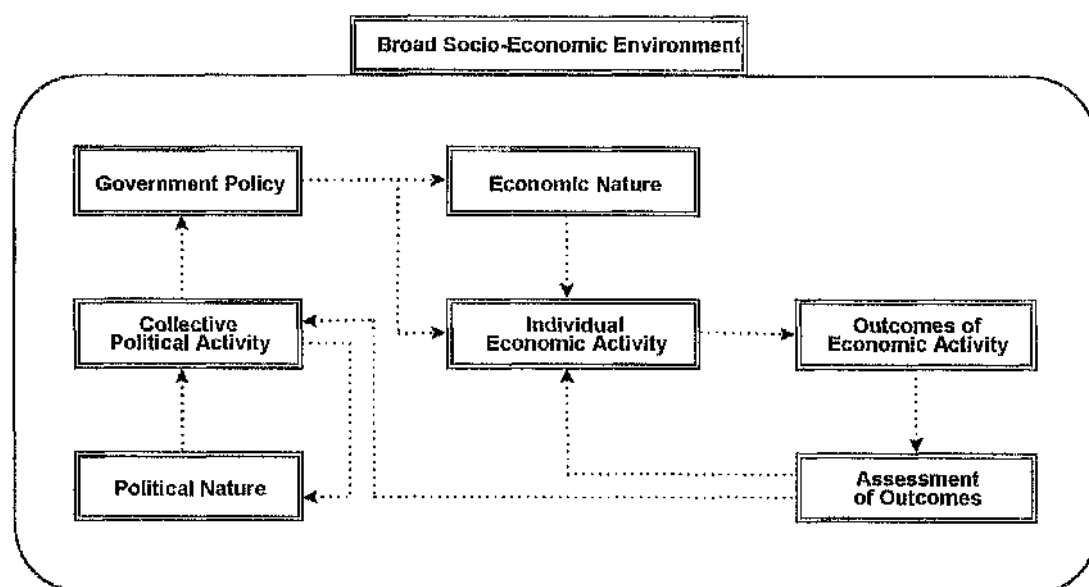 Broad Socio-Economic Environment
Government Policy
Economic Nature
Collective
Political Activity
Individual
Economic Activity
Outcomes of
Economic Activity
Political Nature
Assessment
of Outcomes